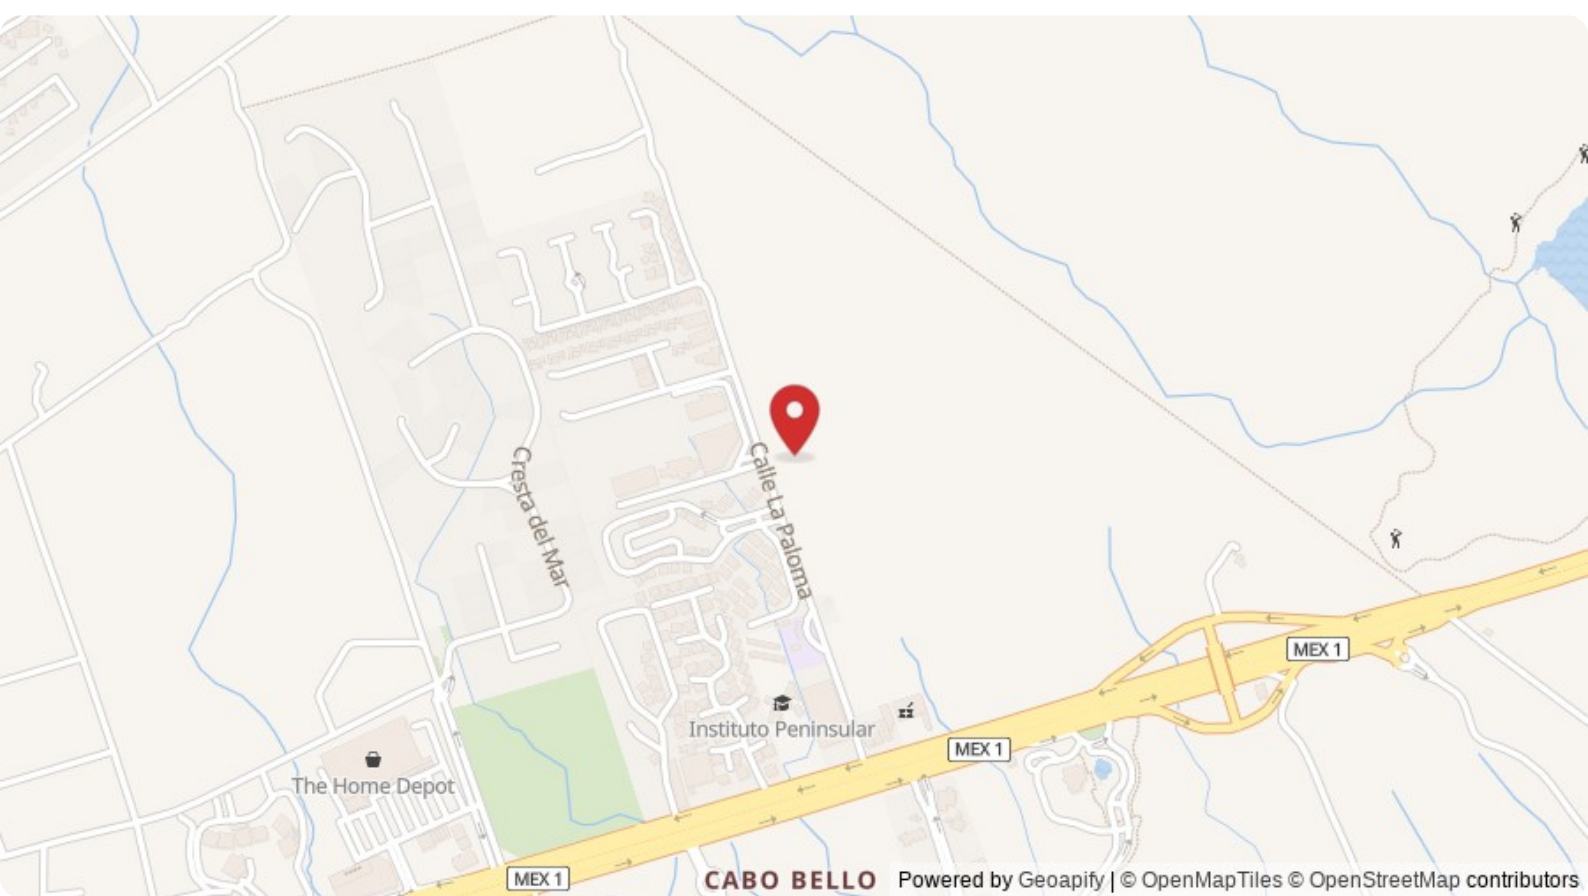 Cresta del Mar
Calle La Paloma
MEX 1
Instituto Peninsular
MEX 1
The Home Depot
MEX 1
CABO BELLO
Powered by Geoapify | © OpenMapTiles © OpenStreetMap contributors